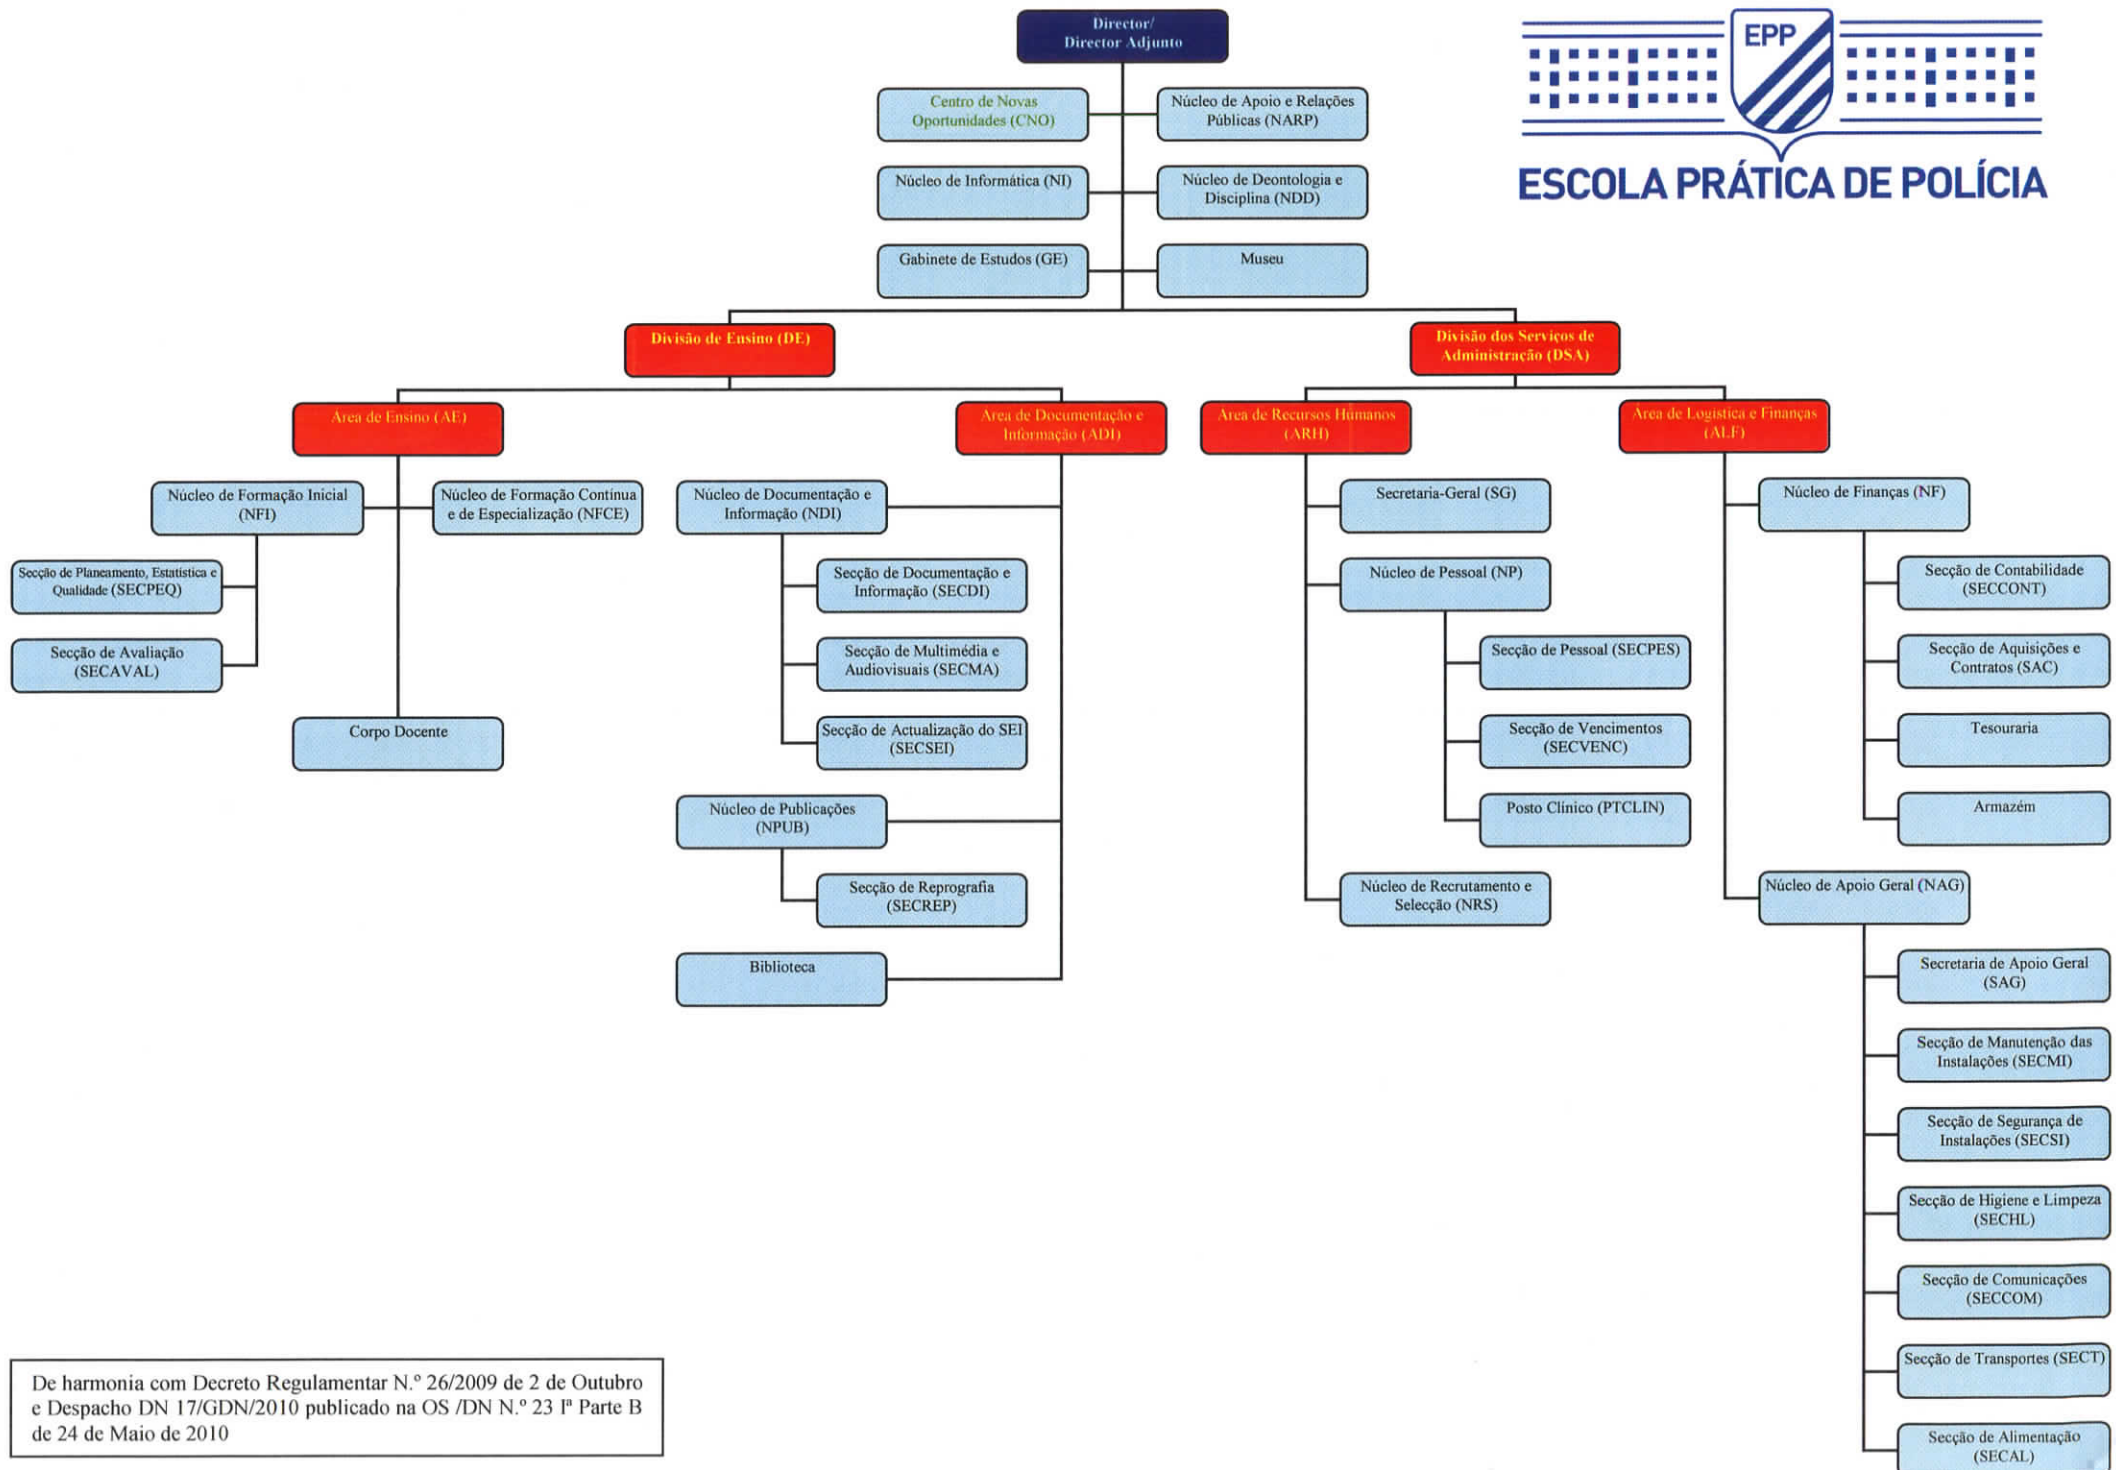 Director/
Director Adjunto
EPP
ESCOLA PRÁTICA DE POLÍCIA
Centro de Novas
Oportunidades (CNO)
Núcleo de Apoio e Relações
Públicas (NARP)
Núcleo de Informática (NI)
Núcleo de Deontologia e
Disciplina (NDD)
Gabinete de Estudos (GE)
Museu
Divisão de Ensino (DE)
Divisão dos Serviços de
Administração (DSA)
Área de Ensino (AE)
Área de Documentação e
Informação (ADI)
Área de Recursos Humanos
(ARH)
Área de Logística e Finanças
(ALF)
Núcleo de Formação Inicial
(NFI)
Núcleo de Formação Contínua
e de Especialização (NFCE)
Secção de Planeamento, Estatística e
Qualidade (SECPEQ)
Secção de Avaliação
(SECAVAL)
Corpo Docente
Núcleo de Documentação e
Informação (NDI)
Secção de Documentação e
Informação (SECDI)
Secção de Multimédia e
Audiovisuais (SECMA)
Secção de Actualização do SEI
(SECSEI)
Núcleo de Publicações
(NPUB)
Secção de Reprografia
(SECREP)
Biblioteca
Secretaria-Geral (SG)
Núcleo de Pessoal (NP)
Secção de Pessoal (SECPES)
Secção de Vencimentos
(SECVENC)
Posto Clínico (PTCLIN)
Núcleo de Recrutamento e
Selecção (NRS)
Núcleo de Finanças (NF)
Secção de Contabilidade
(SECCONT)
Secção de Aquisições e
Contratos (SAC)
Tesouraria
Armazém
Núcleo de Apoio Geral (NAG)
Secretaria de Apoio Geral
(SAG)
Secção de Manutenção das
Instalações (SECMI)
Secção de Segurança de
Instalações (SECSI)
Secção de Higiene e Limpeza
(SECHL)
Secção de Comunicações
(SECCOM)
Secção de Transportes (SECT)
Secção de Alimentação
(SECAL)
De harmonia com Decreto Regulamentar N.º 26/2009 de 2 de Outubro
e Despacho DN 17/GDN/2010 publicado na OS /DN N.º 23 Iª Parte B
de 24 de Maio de 2010